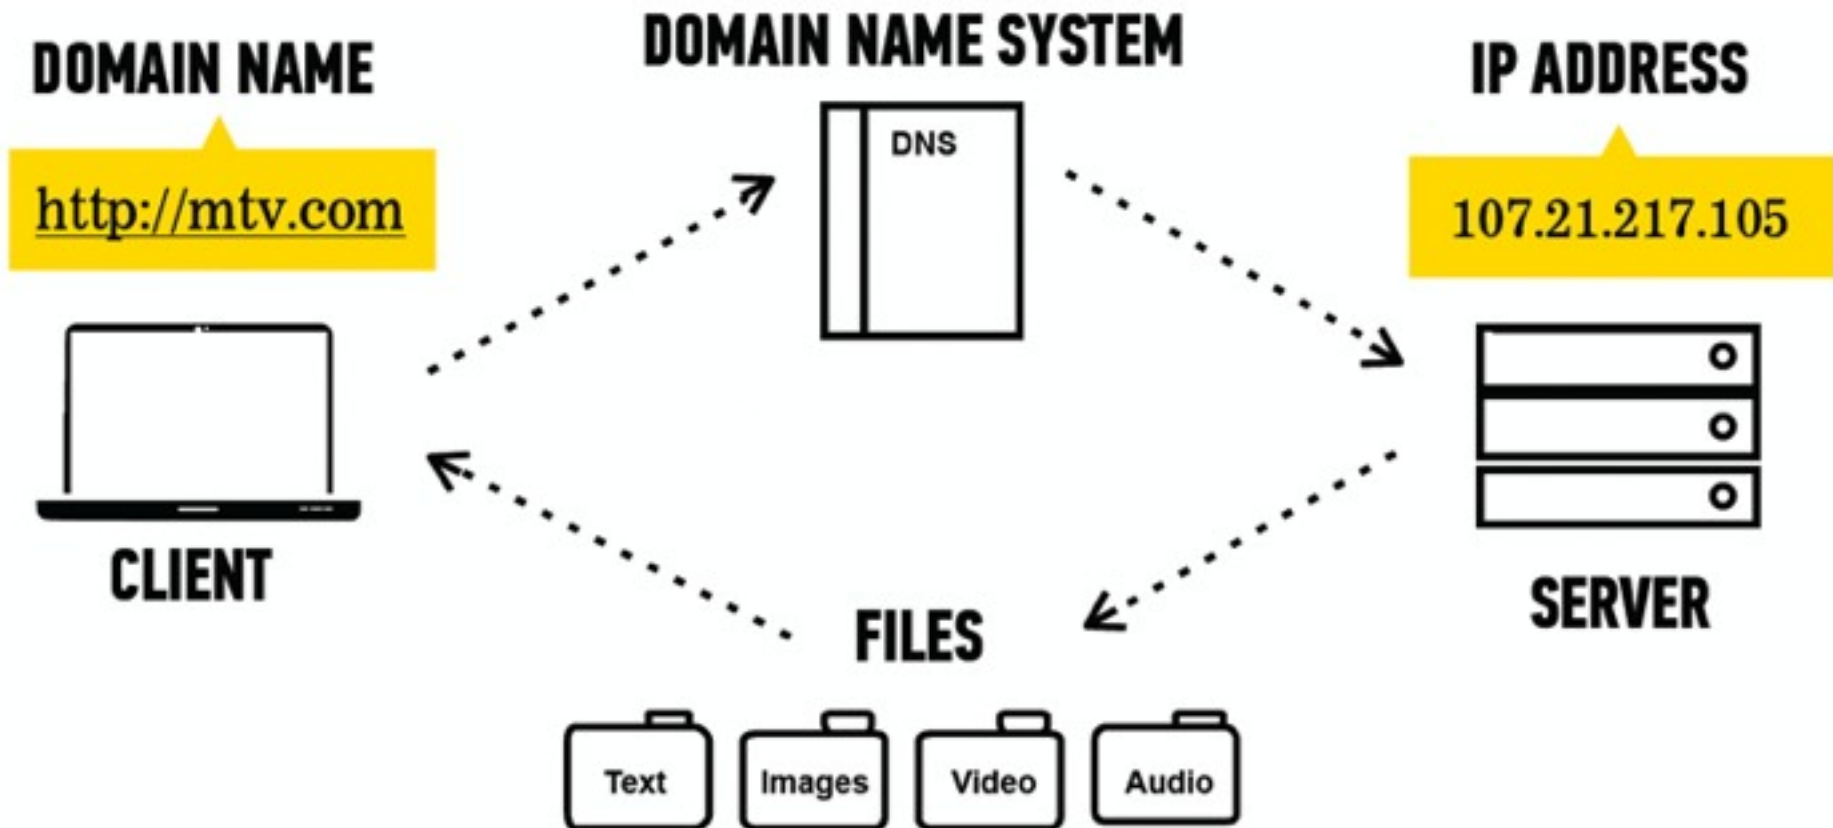 DOMAIN NAME
http://mtv.com
CLIENT
DOMAIN NAME SYSTEM
DNS
IP ADDRESS
107.21.217.105
SERVER
FILES
Text
Images
Video
Audio